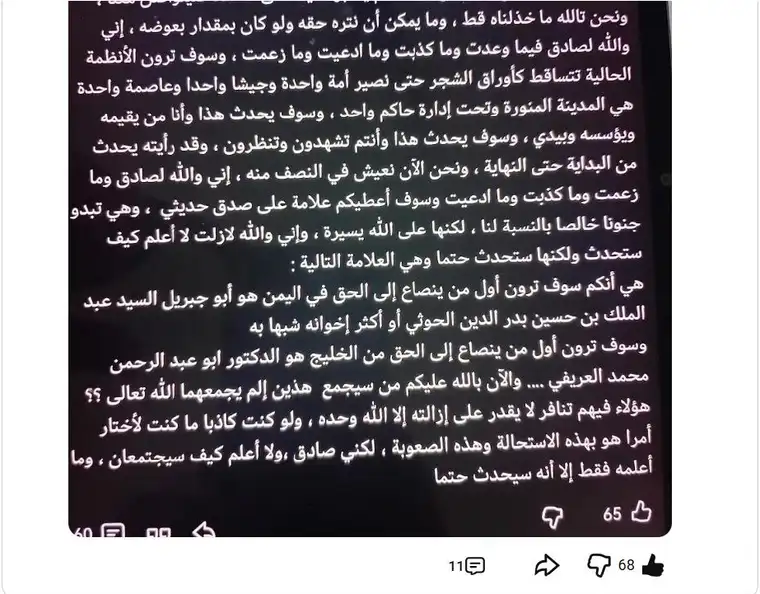 ونحن تالله ما خذلناه قط ، وما يمكن أن نتره حقه ولو كان بمقدار بعوضه ، إني
والله لصادق فيما وعدت وما كذبت وما ادعيت وما زعمت ، وسوف ترون الأنظمة
الحالية تتساقط كأوراق الشجر حتى نصير أمة واحدة وجيشا واحدا وعاصمة واحدة
هي المدينة المنورة وتحت إدارة حاكم واحد ، وسوف يحدث هذا وأنا من يقيمه
ويؤسسه وبيدي ، وسوف يحدث هذا وأنتم تشهدون وتنظرون ، وقد رأيته يحدث
من البداية حتى النهاية ، ونحن الآن نعيش في النصف منه ، إني والله لصادق وما
زعمت وما كذبت وما ادعيت وسوف أعطيكم علامة على صدق حديثي ، وهي تبدو
جنونا خالصا بالنسبة لنا ، لكنها على الله يسيرة ، وإني والله لازلت لا أعلم كيف
ستحدث ولكنها ستحدث حتما وهي العلامة التالية :
هي أنكم سوف ترون أول من ينصاع إلى الحق في اليمن هو أبو جبريل السيد عبد
الملك بن حسين بدر الدين الحوثي أو أكثر إخوانه شبها به
وسوف ترون أول من ينصاع إلى الحق من الخليج هو الدكتور ابو عبد الرحمن
محمد العريفي .... والآن بالله عليكم من سيجمع هذين إلم يجمعهما الله تعالى ؟؟
هؤلاء فيهم تنافر لا يقدر على إزالته إلا الله وحده ، ولو كنت كاذبا ما كنت لأختار
أمرا هو بهذه الاستحالة وهذه الصعوبة ، لكني صادق ،ولا أعلم كيف سيجتمعان ، وما
أعلمه فقط إلا أنه سيحدث حتما
65
60
11
68